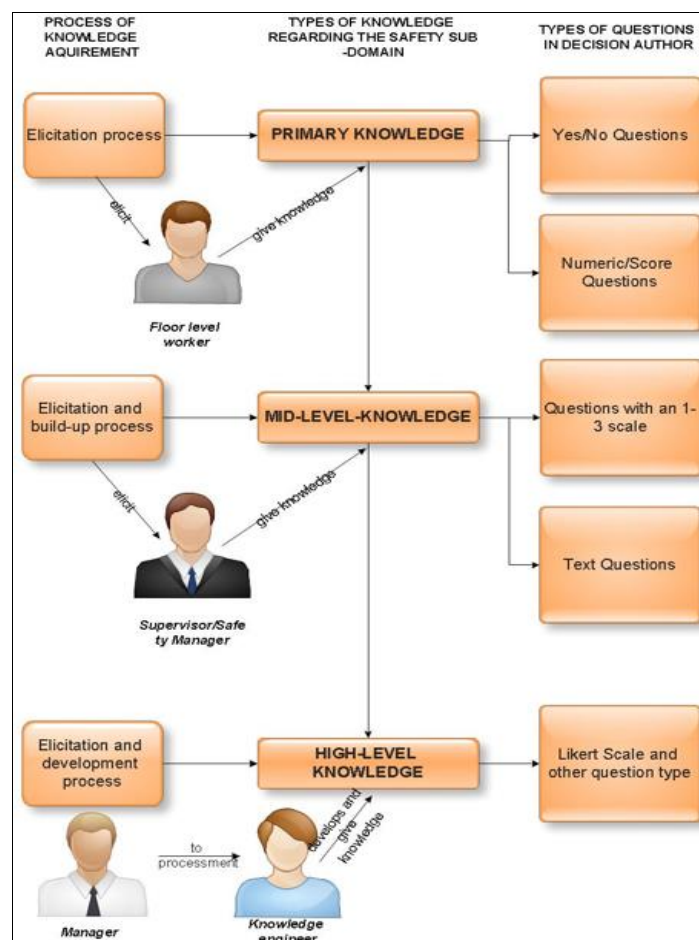 PROCESS OF
KNOWLEDGE
AQUIREMENT
TYPES OF KNOWLEDGE
REGARDING THE SAFETY SUB
-DOMAIN
TYPES OF QUESTIONS
IN DECISION AUTHOR
Elicitation process
PRIMARY KNOWLEDGE
Yes/No Questions
elicit
give knowledge
Numeric/Score
Questions
Floor level
worker
Elicitation and
build-up process
MID-LEVEL-KNOWLEDGE
Questions with an 1-
3 scale
elicit
give knowledge
Text Questions
Supervisor/Safe
ty Manager
Elicitation and
development
process
HIGH-LEVEL
KNOWLEDGE
Likert Scale and
other question type
develops and
give
knowledge
to
processment
Manager
Knowledge
engineer